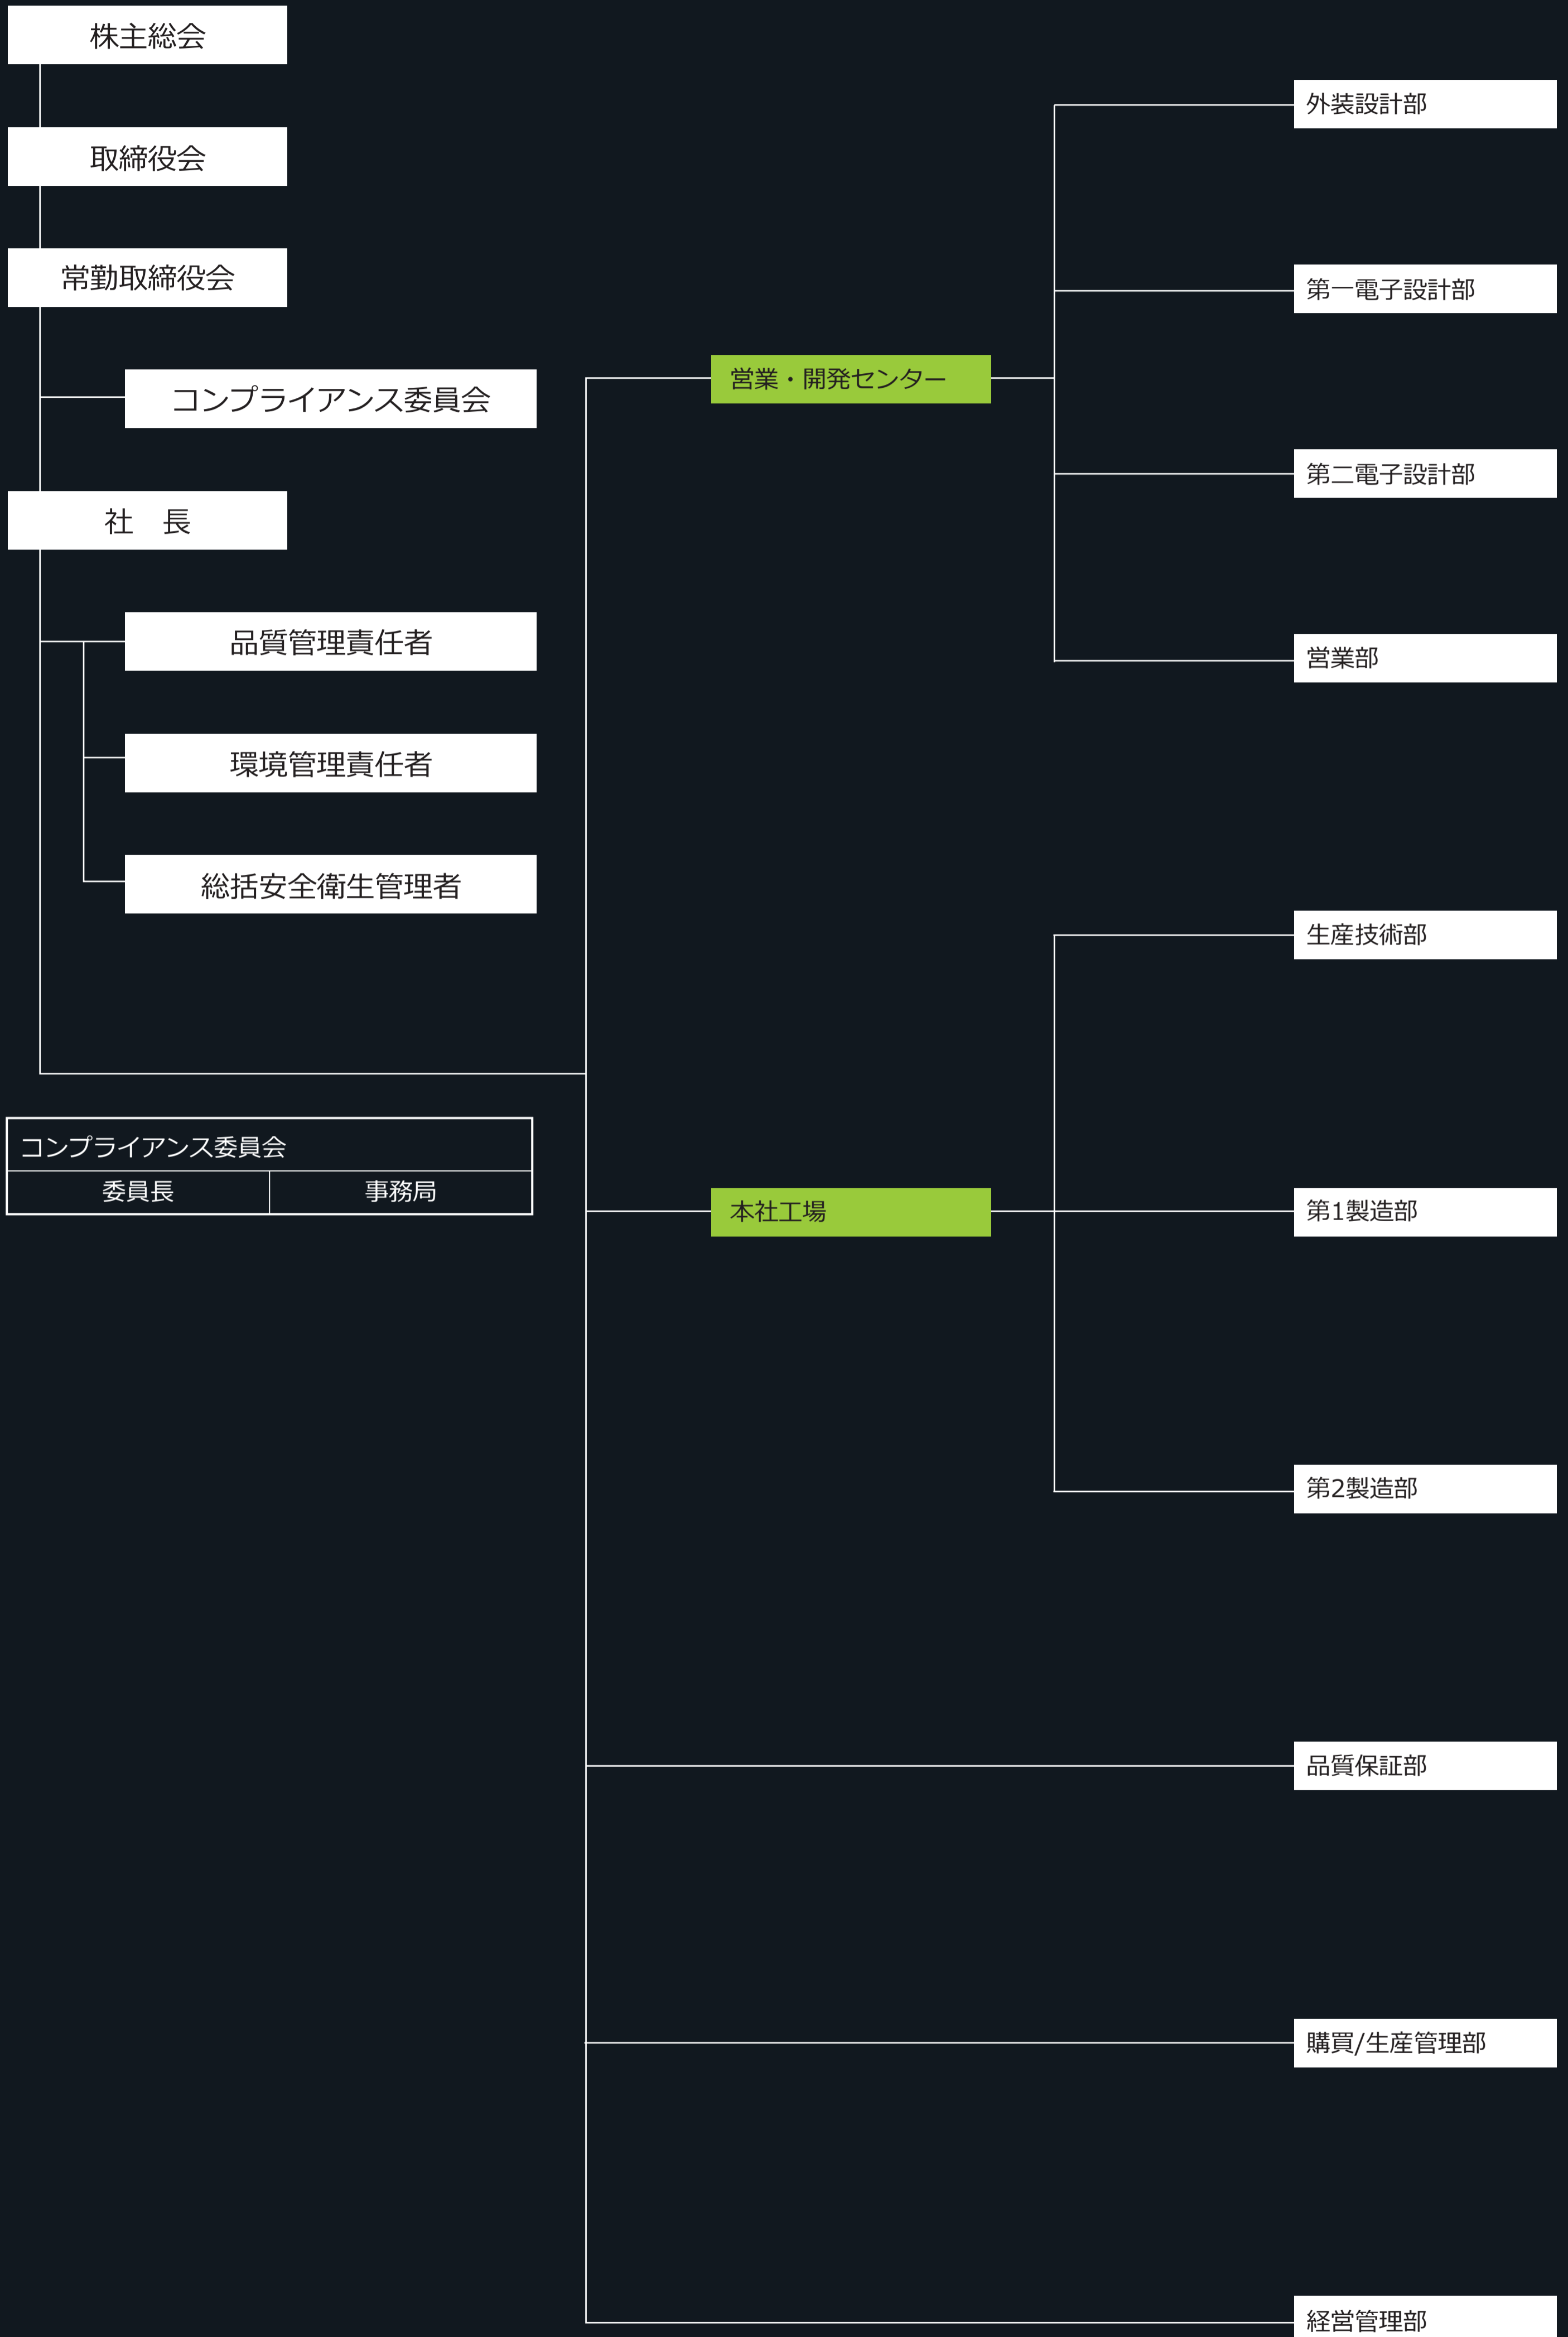 株主総会
取締役会
常勤取締役会
コンプライアンス委員会
社　長
品質管理責任者
環境管理責任者
総括安全衛生管理者
コンプライアンス委員会
委員長
事務局
営業・開発センター
外装設計部
第一電子設計部
第二電子設計部
営業部
本社工場
生産技術部
第1製造部
第2製造部
品質保証部
購買/生産管理部
経営管理部